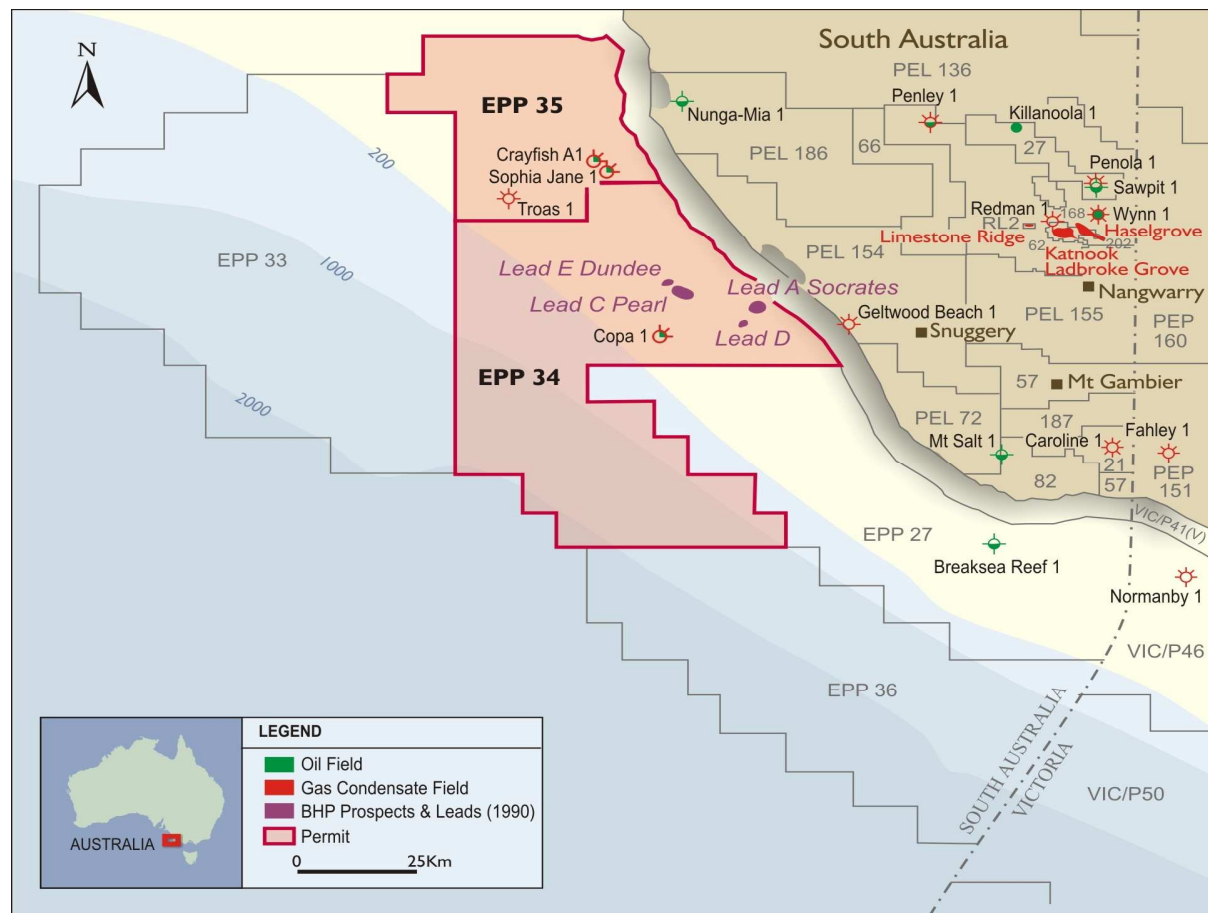 South Australia
N
PEL 136
EPP 35
Nunga-Mia 1
Penley 1
Killanoola 1
200
66
27
Crayfish A1
Sophia Jane 1
PEL 186
Penola 1
Sawpit 1
Troas 1
Redman 1
168
Wynn 1
RL2
Limestone Ridge
Haselgrove
62
202
EPP 33
1000
PEL 154
Katnook
Ladbroke Grove
Lead E Dundee
Lead A Socrates
Nangwarry
Lead C Pearl
Geltwood Beach 1
PEL 155
Copa 1
Lead D
Snuggery
PEP
160
EPP 34
57
Mt Gambier
2000
PEL 72
187
Mt Salt 1
Caroline 1
Fahley 1
21
PEP
151
82
57
VIC/P41(V)
EPP 27
Breaksea Reef 1
Normanby 1
VIC/P46
EPP 36
SOUTH AUSTRALIA
VICTORIA
VIC/P50
LEGEND
Oil Field
Gas Condensate Field
BHP Prospects & Leads (1990)
Permit
0 25Km
AUSTRALIA